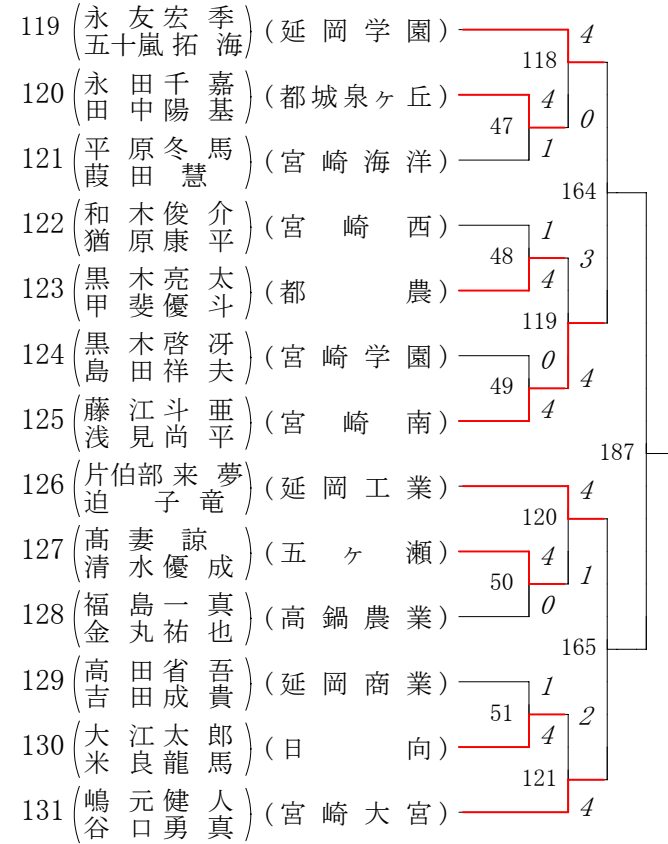 119 (永友宏季 五十嵐拓海) (延岡学園) 4
118
120 (永田千嘉 田中陽基) (都城泉ヶ丘) 4 0
47
121 (平原冬馬 葭田慧) (宮崎海洋) 1
164
122 (和木俊介 猶原康平) (宮崎西) 1
48 3
123 (黒木亮太 甲斐優斗) (都農) 4
119
124 (黒木啓冴 島田祥夫) (宮崎学園) 0
49 4
125 (藤江斗亜 浅見尚平) (宮崎南) 4
187
126 (片伯部来夢 迫子竜) (延岡工業) 4
120
127 (髙妻諒 清水優成) (五ヶ瀬) 4
50 1
128 (福島一真 金丸祐也) (高鍋農業) 0
165
129 (高田省吾 吉田成貴) (延岡商業) 1
51 2
130 (大江太郎 米良龍馬) (日向) 4
121
131 (嶋元健人 谷口勇真) (宮崎大宮) 4